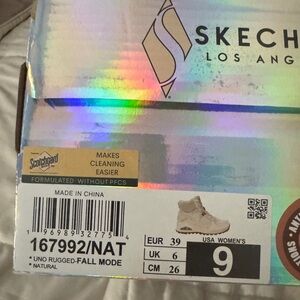 SKECH
LOS ANG
Scotchgard
MAKES
CLEANING
EASIER
FORMULATED WITHOUT PFCS
MADE IN CHINA
1 96989 32775
167992/NAT
* UNO RUGGED-FALL MODE
* NATURAL
EUR 39
UK 6
CM 26
USA WOMEN'S
9